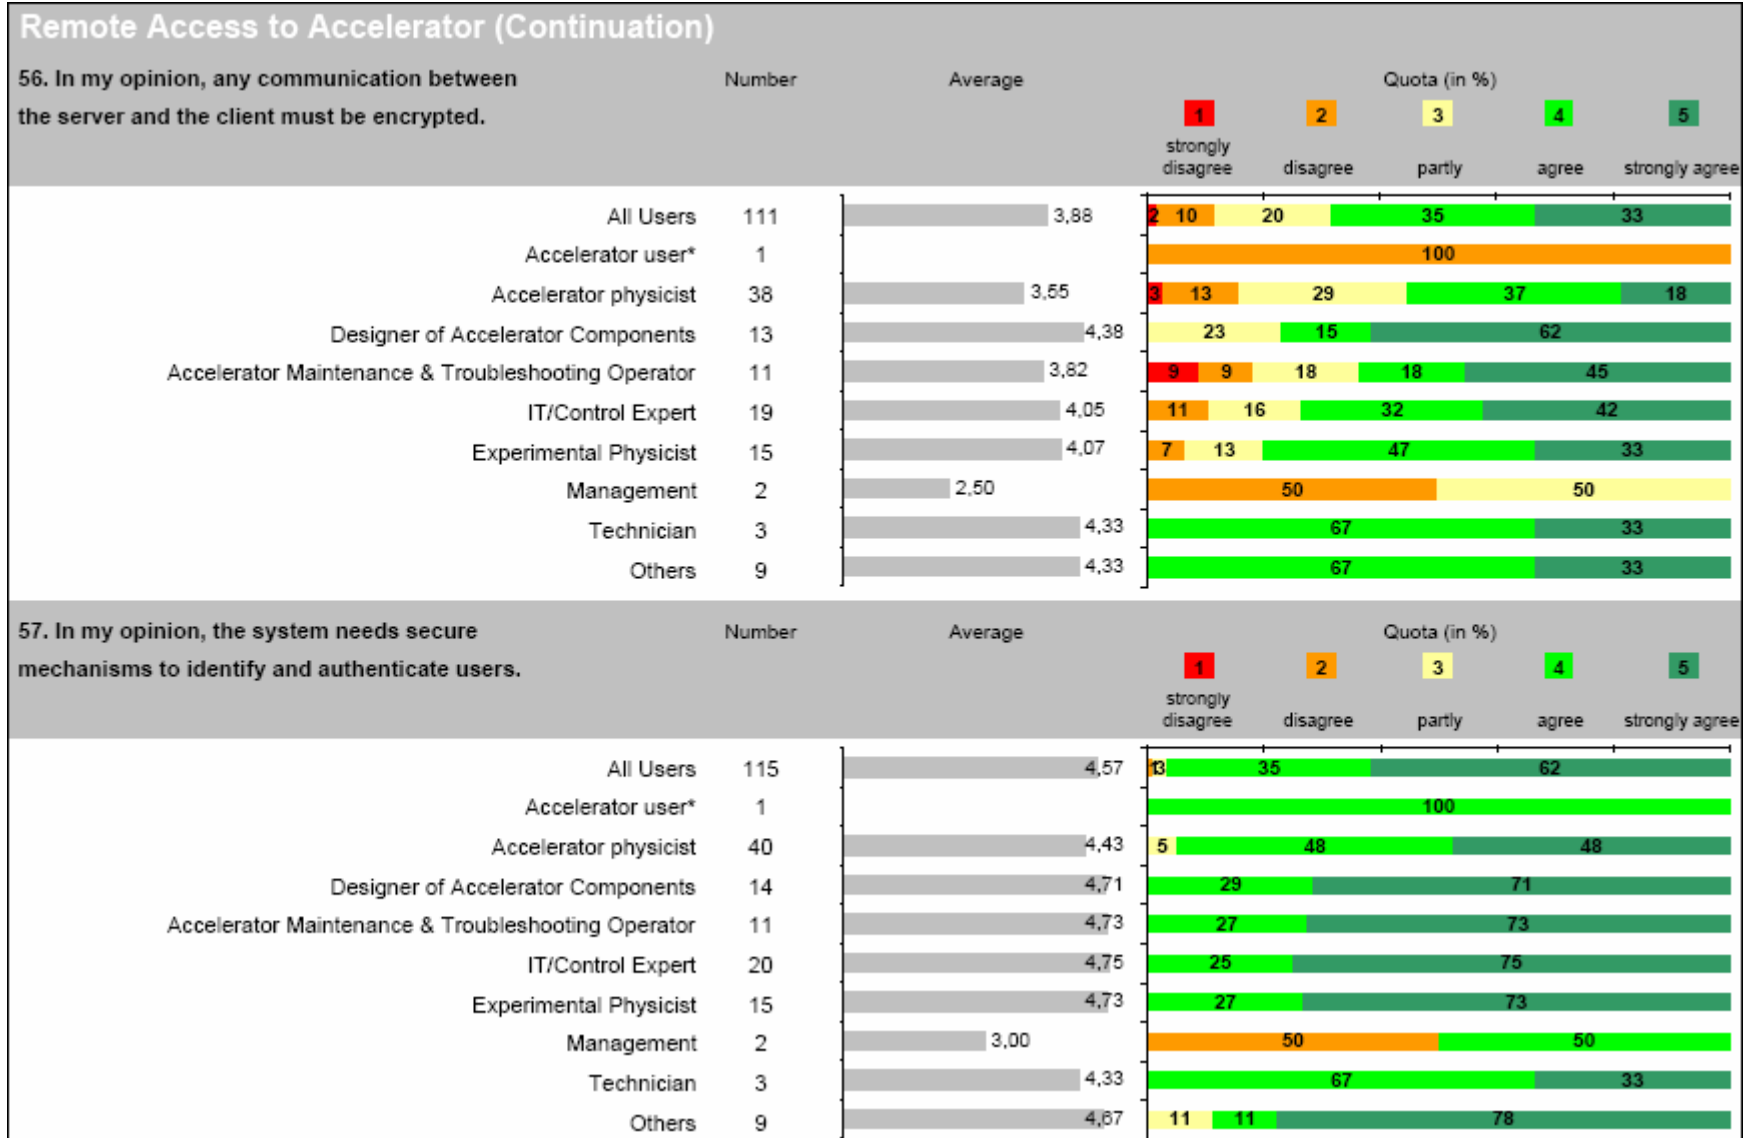 Remote Access to Accelerator (Continuation)
56. In my opinion, any communication between Number Average Quota (in %)
the server and the client must be encrypted. 1 2 3 4 5
strongly
disagree disagree partly agree strongly agree
All Users 111 3,88 2 10 20 35 33
Accelerator user* 1 100
Accelerator physicist 38 3,55 3 13 29 37 18
Designer of Accelerator Components 13 4,38 23 15 62
Accelerator Maintenance & Troubleshooting Operator 11 3,82 9 9 18 18 45
IT/Control Expert 19 4,05 11 16 32 42
Experimental Physicist 15 4,07 7 13 47 33
Management 2 2,50 50 50
Technician 3 4,33 67 33
Others 9 4,33 67 33
57. In my opinion, the system needs secure Number Average Quota (in %)
mechanisms to identify and authenticate users. 1 2 3 4 5
strongly
disagree disagree partly agree strongly agree
All Users 115 4,57 1 3 35 62
Accelerator user* 1 100
Accelerator physicist 40 4,43 5 48 48
Designer of Accelerator Components 14 4,71 29 71
Accelerator Maintenance & Troubleshooting Operator 11 4,73 27 73
IT/Control Expert 20 4,75 25 75
Experimental Physicist 15 4,73 27 73
Management 2 3,00 50 50
Technician 3 4,33 67 33
Others 9 4,67 11 11 78